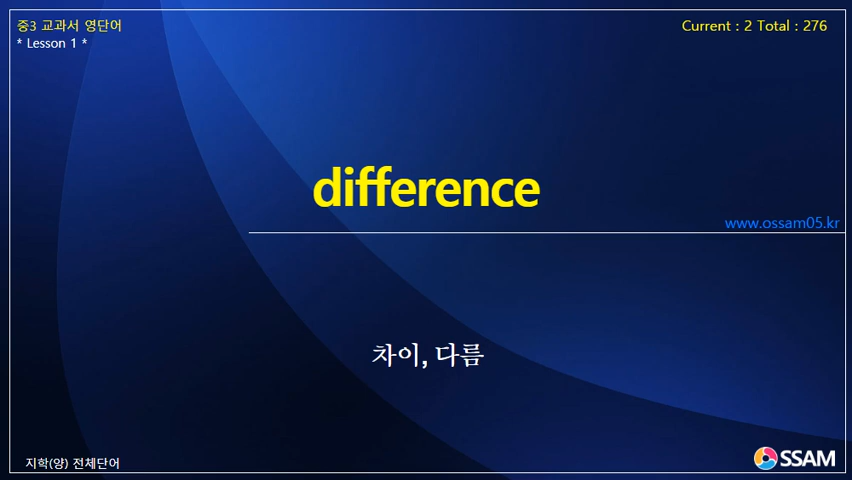 중3 교과서 영단어
* Lesson 1 *
Current : 2 Total : 276
difference
www.ossam05.kr
차이, 다름
지학(양) 전체단어
SSAM